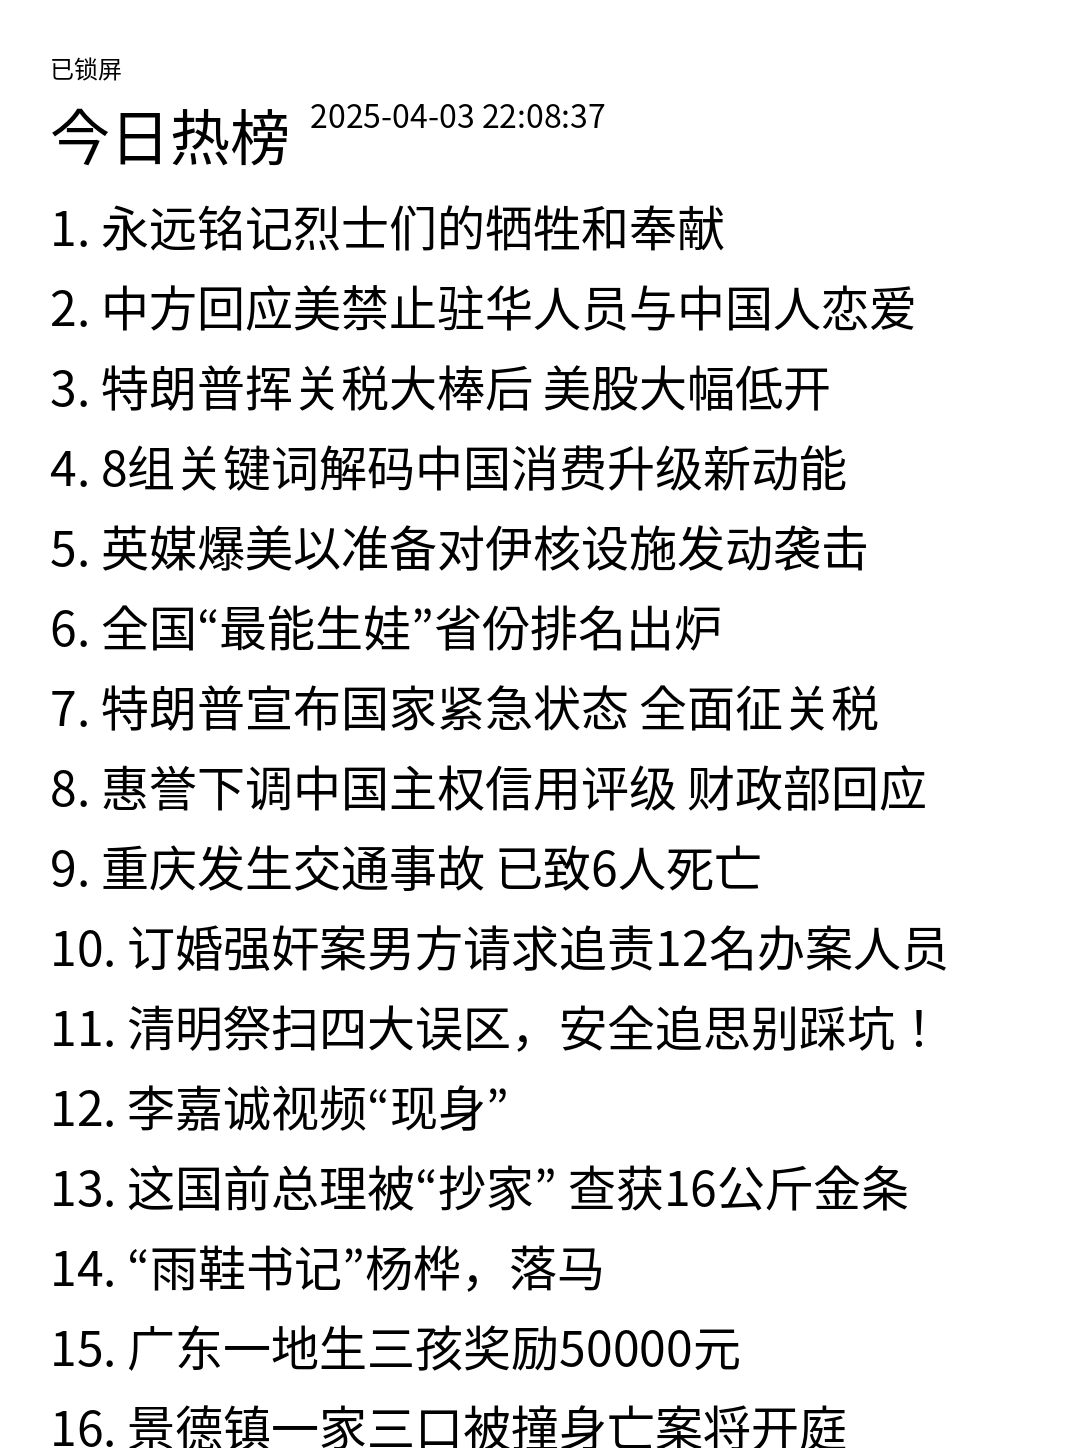 已锁屏
今日热榜 2025-04-03 22:08:37
1. 永远铭记烈士们的牺牲和奉献
2. 中方回应美禁止驻华人员与中国人恋爱
3. 特朗普挥关税大棒后 美股大幅低开
4. 8组关键词解码中国消费升级新动能
5. 英媒爆美以准备对伊核设施发动袭击
6. 全国“最能生娃”省份排名出炉
7. 特朗普宣布国家紧急状态 全面征关税
8. 惠誉下调中国主权信用评级 财政部回应
9. 重庆发生交通事故 已致6人死亡
10. 订婚强奸案男方请求追责12名办案人员
11. 清明祭扫四大误区，安全追思别踩坑！
12. 李嘉诚视频“现身”
13. 这国前总理被“抄家” 查获16公斤金条
14. “雨鞋书记”杨桦，落马
15. 广东一地生三孩奖励50000元
16. 景德镇一家三口被撞身亡案将开庭